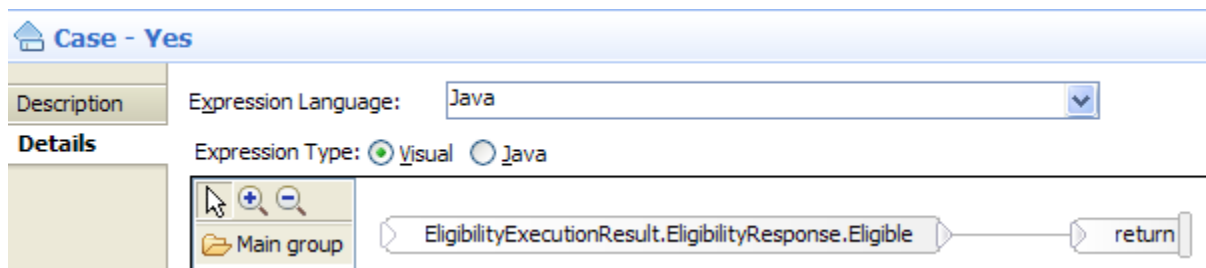 Case - Yes
Description
Expression Language: Java
Details
Expression Type: Visual Java
Main group
EligibilityExecutionResult.EligibilityResponse.Eligible return